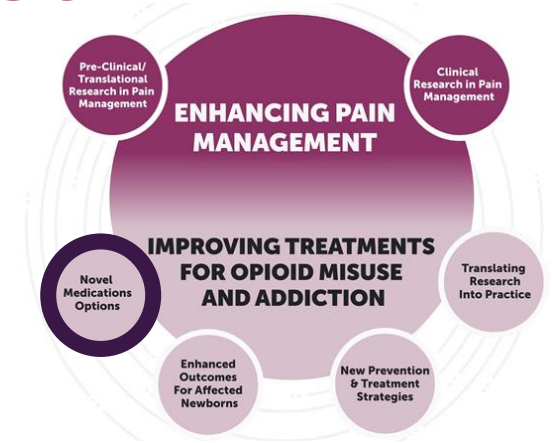 Pre-Clinical/
Translational
Research in Pain
Management
Clinical
Research in Pain
Management
ENHANCING PAIN
MANAGEMENT
IMPROVING TREATMENTS
FOR OPIOID MISUSE
AND ADDICTION
Novel
Medications
Options
Translating
Research
Into Practice
Enhanced
Outcomes
For Affected
Newborns
New Prevention
& Treatment
Strategies